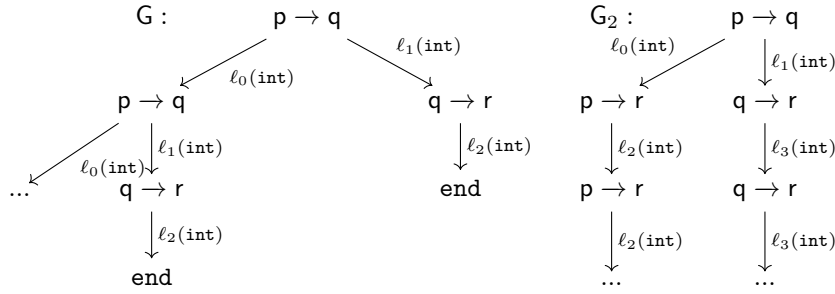 G : p → q G₂ : p → q
ℓ₀(int) ℓ₁(int) ℓ₀(int) ℓ₁(int)
p → q q → r p → r q → r
ℓ₀(int) ℓ₁(int) ℓ₂(int) ℓ₂(int) ℓ₃(int)
... q → r end p → r q → r
ℓ₂(int) ℓ₂(int) ℓ₃(int)
end ... ...